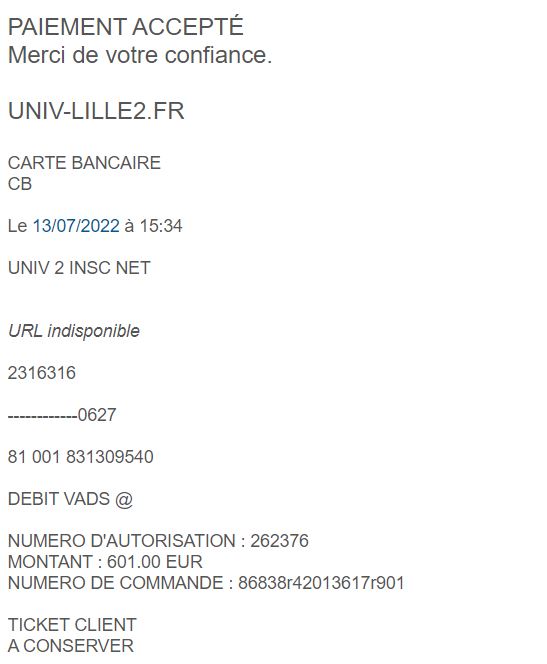 PAIEMENT ACCEPTÉ
Merci de votre confiance.
UNIV-LILLE2.FR
CARTE BANCAIRE
CB
Le 13/07/2022 à 15:34
UNIV 2 INSC NET
URL indisponible
2316316
------------0627
81 001 831309540
DEBIT VADS @
NUMERO D'AUTORISATION : 262376
MONTANT : 601.00 EUR
NUMERO DE COMMANDE : 86838r42013617r901
TICKET CLIENT
A CONSERVER